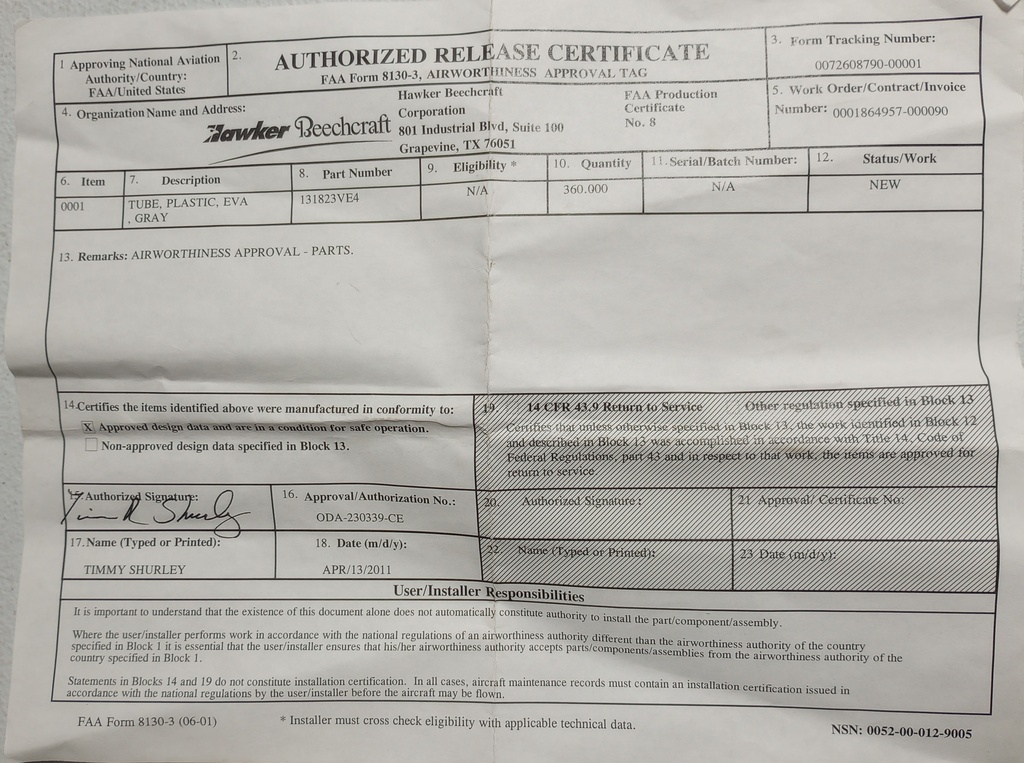 1 Approving National Aviation
Authority/Country:
FAA/United States
2.
AUTHORIZED RELEASE CERTIFICATE
FAA Form 8130-3, AIRWORTHINESS APPROVAL TAG
3. Form Tracking Number:
0072608790-00001
4. Organization Name and Address:
Hawker Beechcraft
Hawker Beechcraft
Corporation
801 Industrial Blvd, Suite 100
Grapevine, TX 76051
FAA Production
Certificate
No. 8
5. Work Order/Contract/Invoice
Number: 0001864957-000090
6. Item
7. Description
8. Part Number
9. Eligibility *
10. Quantity
11. Serial/Batch Number:
12. Status/Work
0001
TUBE, PLASTIC, EVA
, GRAY
131823VE4
N/A
360.000
N/A
NEW
13. Remarks: AIRWORTHINESS APPROVAL - PARTS.
14. Certifies the items identified above were manufactured in conformity to:
X Approved design data and are in a condition for safe operation.
Non-approved design data specified in Block 13.
19. 14 CFR 43.9 Return to Service Other regulation specified in Block 13
Certifies that unless otherwise specified in Block 13, the work identified in Block 12
and described in Block 13 was accomplished in accordance with Title 14, Code of
Federal Regulations, part 43 and in respect to that work, the items are approved for
return to service.
15. Authorized Signature:
Timm R Shurley
16. Approval/Authorization No.:
ODA-230339-CE
20. Authorized Signature:
21 Approval/ Certificate No:
17. Name (Typed or Printed):
TIMMY SHURLEY
18. Date (m/d/y):
APR/13/2011
22. Name (Typed or Printed):
23 Date (m/d/y):
User/Installer Responsibilities
It is important to understand that the existence of this document alone does not automatically constitute authority to install the part/component/assembly.
Where the user/installer performs work in accordance with the national regulations of an airworthiness authority different than the airworthiness authority of the country
specified in Block 1 it is essential that the user/installer ensures that his/her airworthiness authority accepts parts/components/assemblies from the airworthiness authority of the
country specified in Block 1.
Statements in Blocks 14 and 19 do not constitute installation certification. In all cases, aircraft maintenance records must contain an installation certification issued in
accordance with the national regulations by the user/installer before the aircraft may be flown.
FAA Form 8130-3 (06-01)
* Installer must cross check eligibility with applicable technical data.
NSN: 0052-00-012-9005